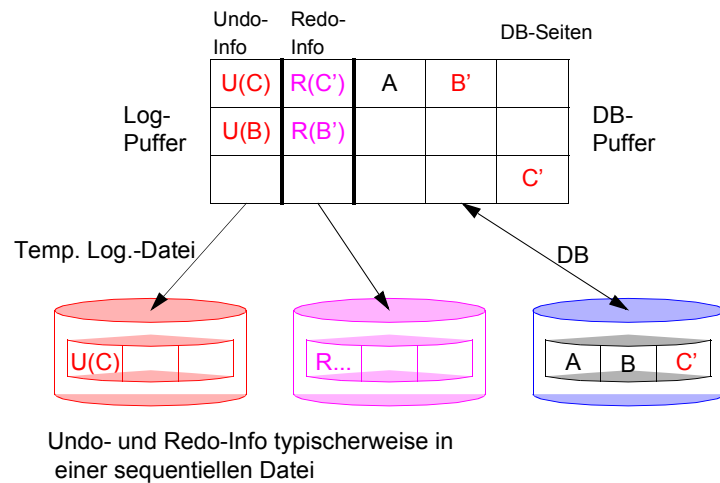 Undo- Redo-
Info Info DB-Seiten
U(C) R(C’) A B’
Log- DB-
Puffer U(B) R(B’) Puffer
C’
Temp. Log.-Datei DB
U(C) R... A B C’
Undo- und Redo-Info typischerweise in
einer sequentiellen Datei